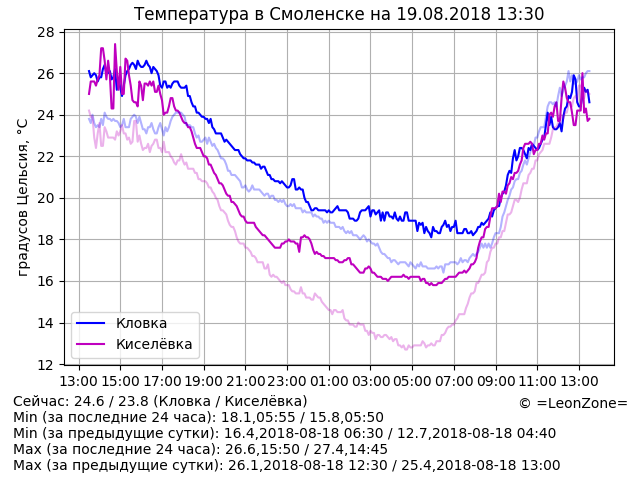 Температура в Смоленске на 19.08.2018 13:30
градусов Цельсия, °C
28
26
24
22
20
18
16
14
12
Кловка
Киселёвка
13:00 15:00 17:00 19:00 21:00 23:00 01:00 03:00 05:00 07:00 09:00 11:00 13:00
Сейчас: 24.6 / 23.8 (Кловка / Киселёвка)
© =LeonZone=
Min (за последние 24 часа): 18.1,05:55 / 15.8,05:50
Min (за предыдущие сутки): 16.4,2018-08-18 06:30 / 12.7,2018-08-18 04:40
Max (за последние 24 часа): 26.6,15:50 / 27.4,14:45
Max (за предыдущие сутки): 26.1,2018-08-18 12:30 / 25.4,2018-08-18 13:00